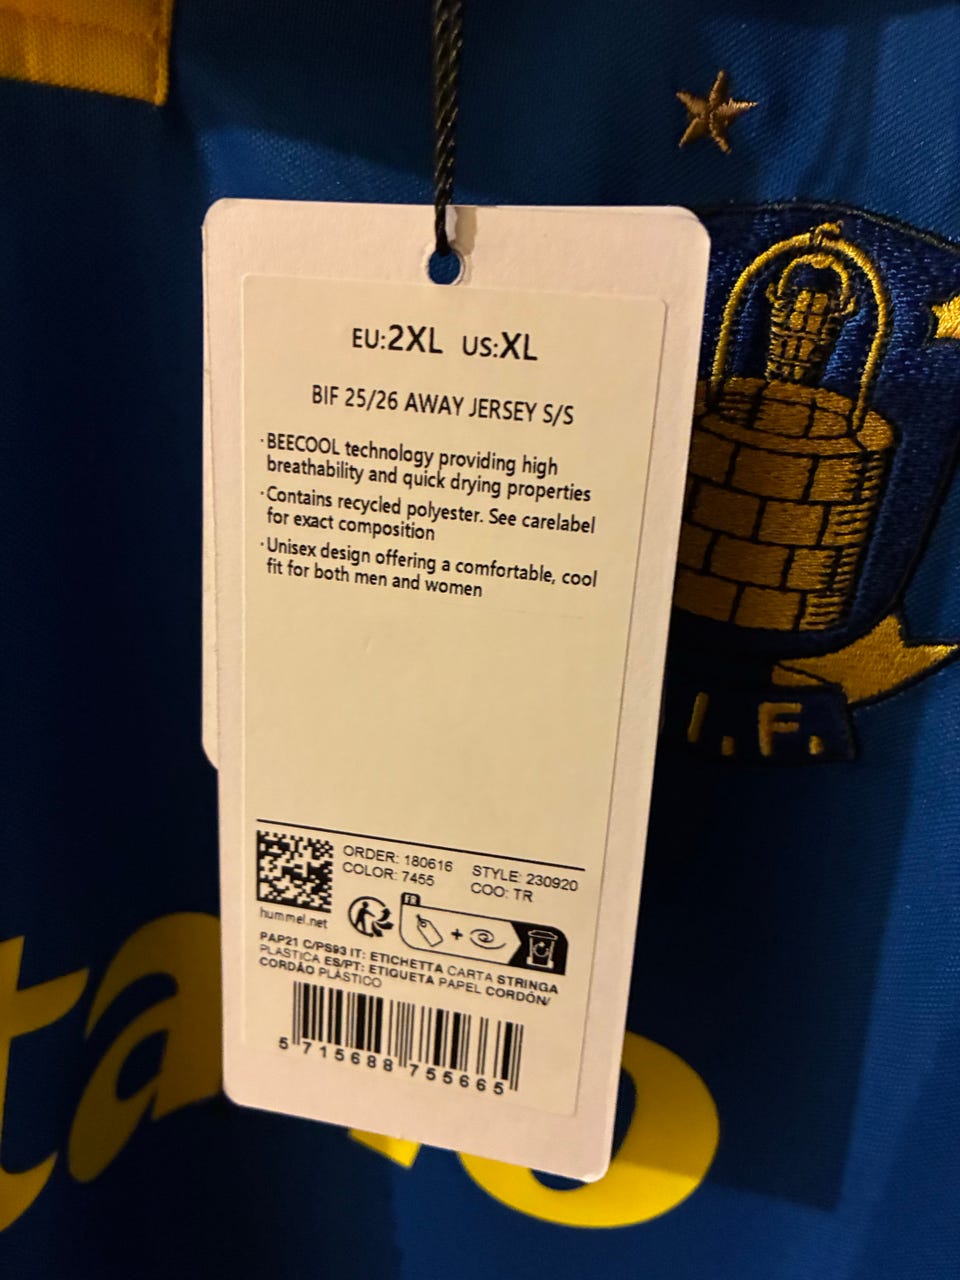 EU:2XL US:XL
BIF 25/26 AWAY JERSEY S/S
·BEECOOL technology providing high
breathability and quick drying properties
·Contains recycled polyester. See carelabel
for exact composition
·Unisex design offering a comfortable, cool
fit for both men and women
ORDER: 180616 STYLE: 230920
COLOR: 7455 COO: TR
hummel.net
FR
PAP21 C/PS93 IT: ETICHETTA CARTA STRINGA
PLASTICA ES/PT: ETIQUETA PAPEL CORDÓN/
CORDÃO PLÁSTICO
5 715688 755665
I.F.
ta
o